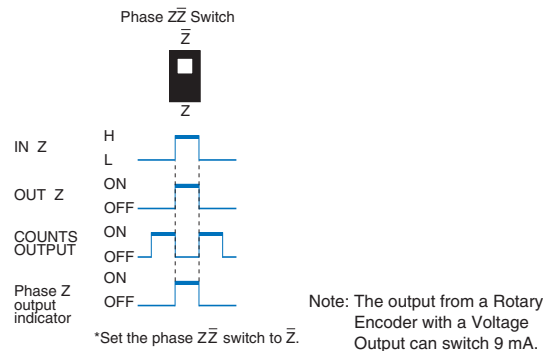 Phase ZZ̅ Switch
Z̅
Z
IN Z
H
L
OUT Z
ON
OFF
COUNTS
OUTPUT
ON
OFF
Phase Z
output
indicator
ON
OFF
*Set the phase ZZ̅ switch to Z̅.
Note: The output from a Rotary
Encoder with a Voltage
Output can switch 9 mA.